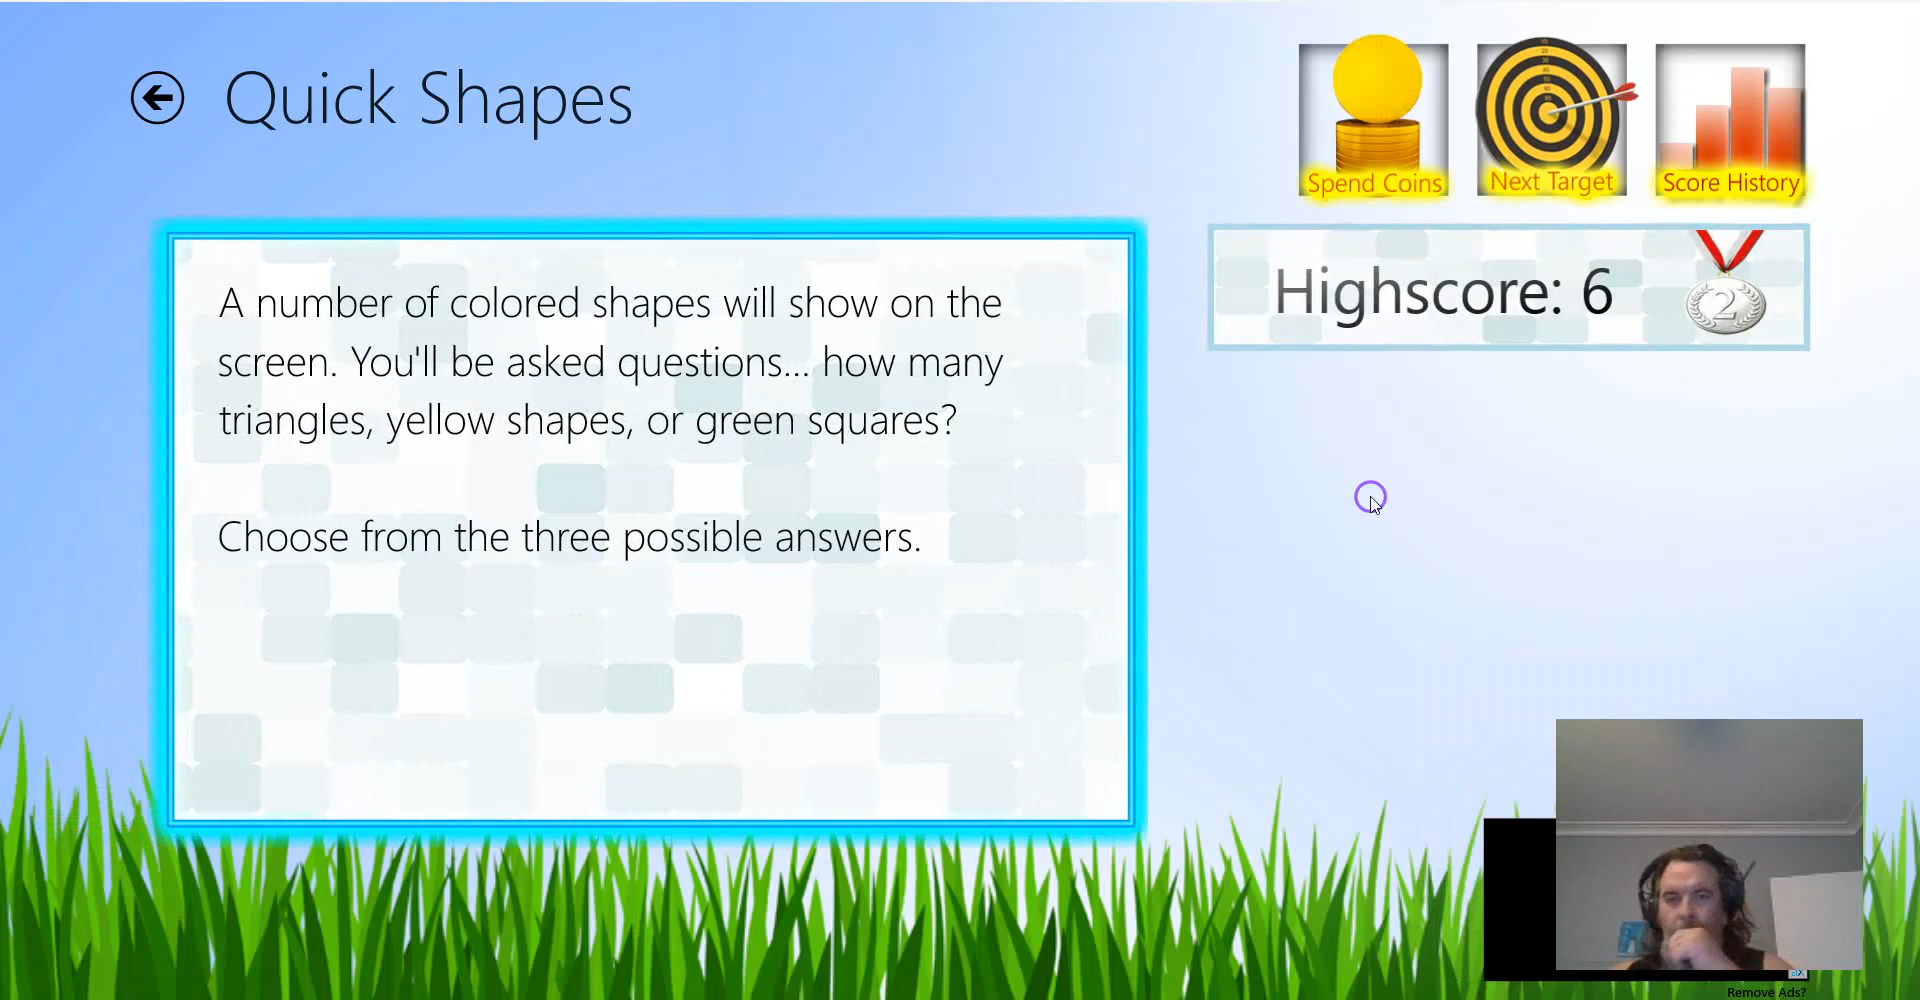 Quick Shapes
Spend Coins
Next Target
Score History
Highscore: 6
2
A number of colored shapes will show on the
screen. You'll be asked questions... how many
triangles, yellow shapes, or green squares?
Choose from the three possible answers.
Remove Ads?